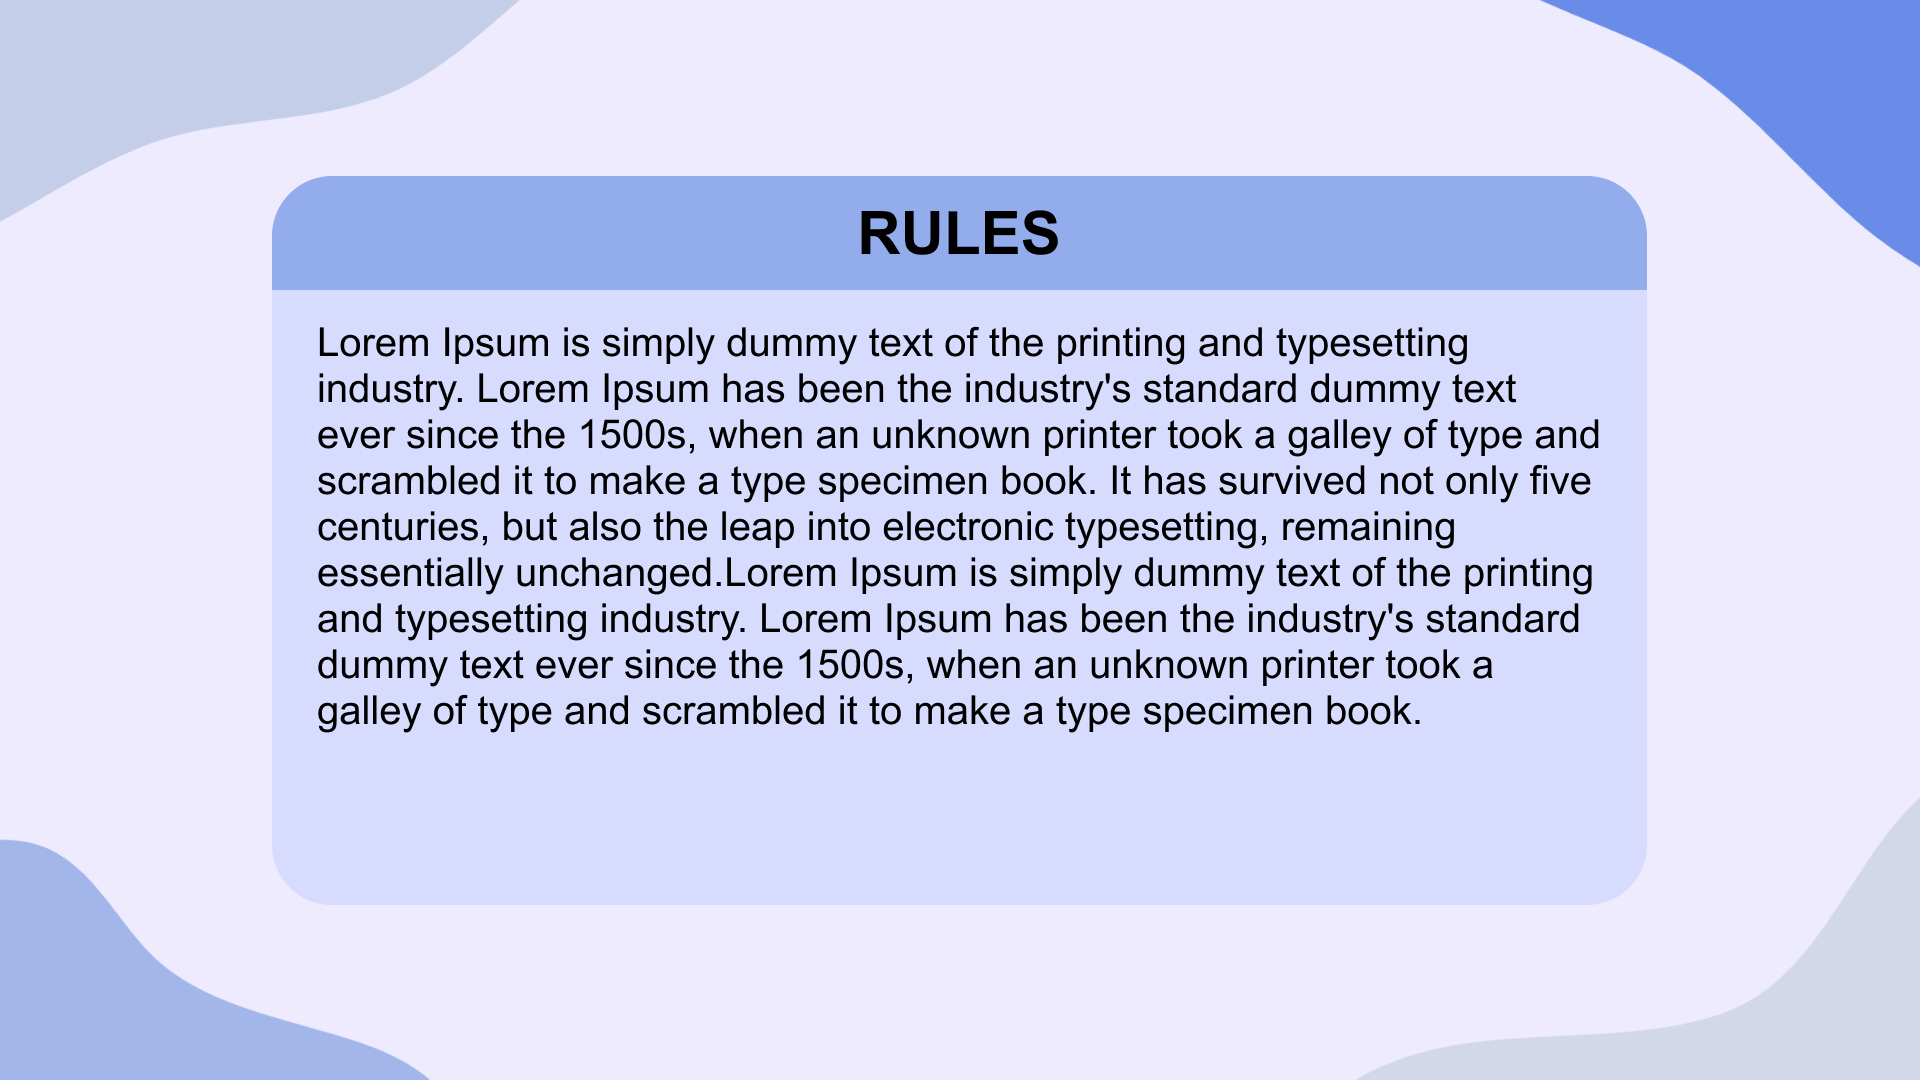 RULES
Lorem Ipsum is simply dummy text of the printing and typesetting
industry. Lorem Ipsum has been the industry's standard dummy text
ever since the 1500s, when an unknown printer took a galley of type and
scrambled it to make a type specimen book. It has survived not only five
centuries, but also the leap into electronic typesetting, remaining
essentially unchanged.Lorem Ipsum is simply dummy text of the printing
and typesetting industry. Lorem Ipsum has been the industry's standard
dummy text ever since the 1500s, when an unknown printer took a
galley of type and scrambled it to make a type specimen book.